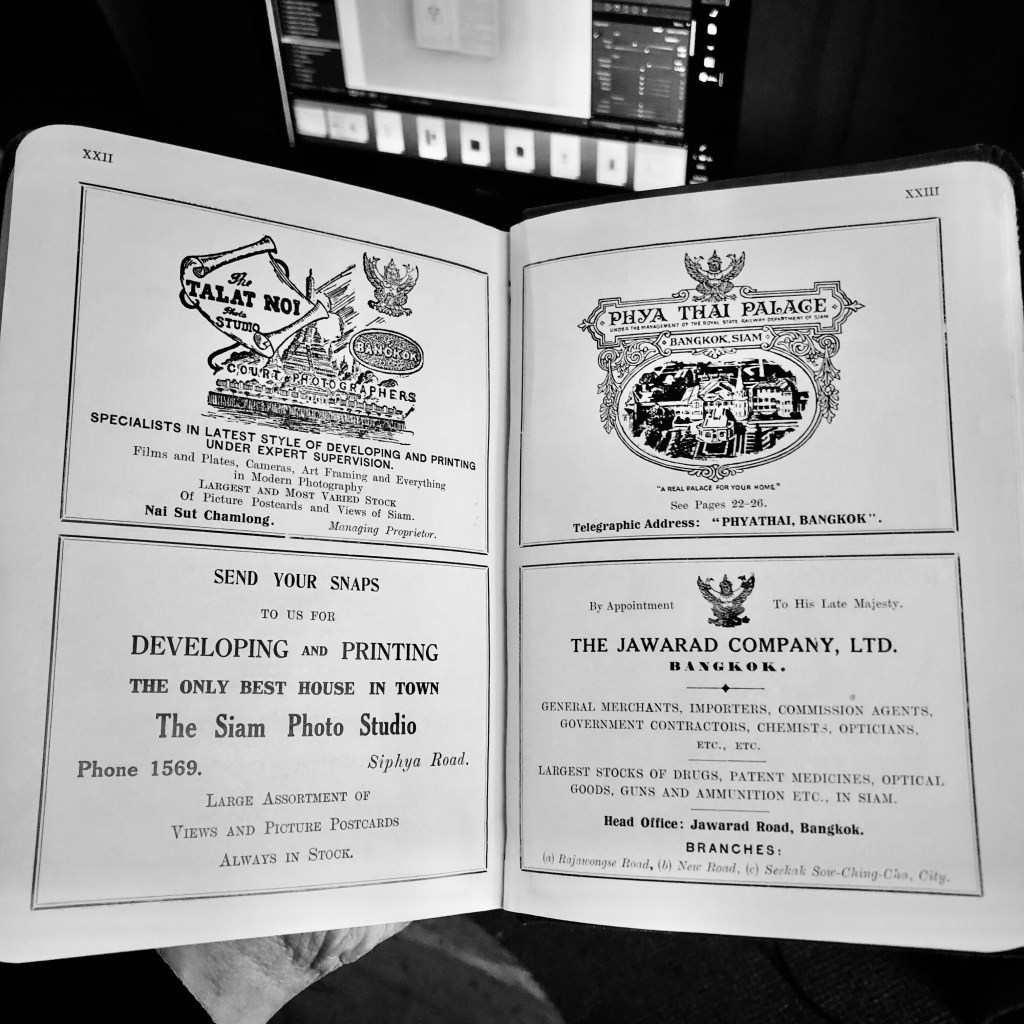 XXII
The
TALAT NOI
Photo
STUDIO
BANGKOK
COURT PHOTOGRAPHERS
SPECIALISTS IN LATEST STYLE OF DEVELOPING AND PRINTING
UNDER EXPERT SUPERVISION.
Films and Plates, Cameras, Art Framing and Everything
in Modern Photography
LARGEST AND MOST VARIED STOCK
Of Picture Postcards and Views of Siam.
Nai Sut Chamlong.
Managing Proprietor.
SEND YOUR SNAPS
TO US FOR
DEVELOPING AND PRINTING
THE ONLY BEST HOUSE IN TOWN
The Siam Photo Studio
Phone 1569. Siphya Road.
LARGE ASSORTMENT OF
VIEWS AND PICTURE POSTCARDS
ALWAYS IN STOCK.
XXIII
PHYA THAI PALACE
UNDER THE MANAGEMENT OF THE ROYAL STATE RAILWAY DEPARTMENT OF SIAM
BANGKOK, SIAM
"A REAL PALACE FOR YOUR HOME"
See Pages 22-26.
Telegraphic Address: "PHYATHAI, BANGKOK".
By Appointment To His Late Majesty.
THE JAWARAD COMPANY, LTD.
BANGKOK.
GENERAL MERCHANTS, IMPORTERS, COMMISSION AGENTS,
GOVERNMENT CONTRACTORS, CHEMISTS, OPTICIANS,
ETC., ETC.
LARGEST STOCKS OF DRUGS, PATENT MEDICINES, OPTICAL
GOODS, GUNS AND AMMUNITION ETC., IN SIAM.
Head Office: Jawarad Road, Bangkok.
BRANCHES:
(a) Rajawongse Road, (b) New Road, (c) Seekak Sow-Ching-Cha, City.